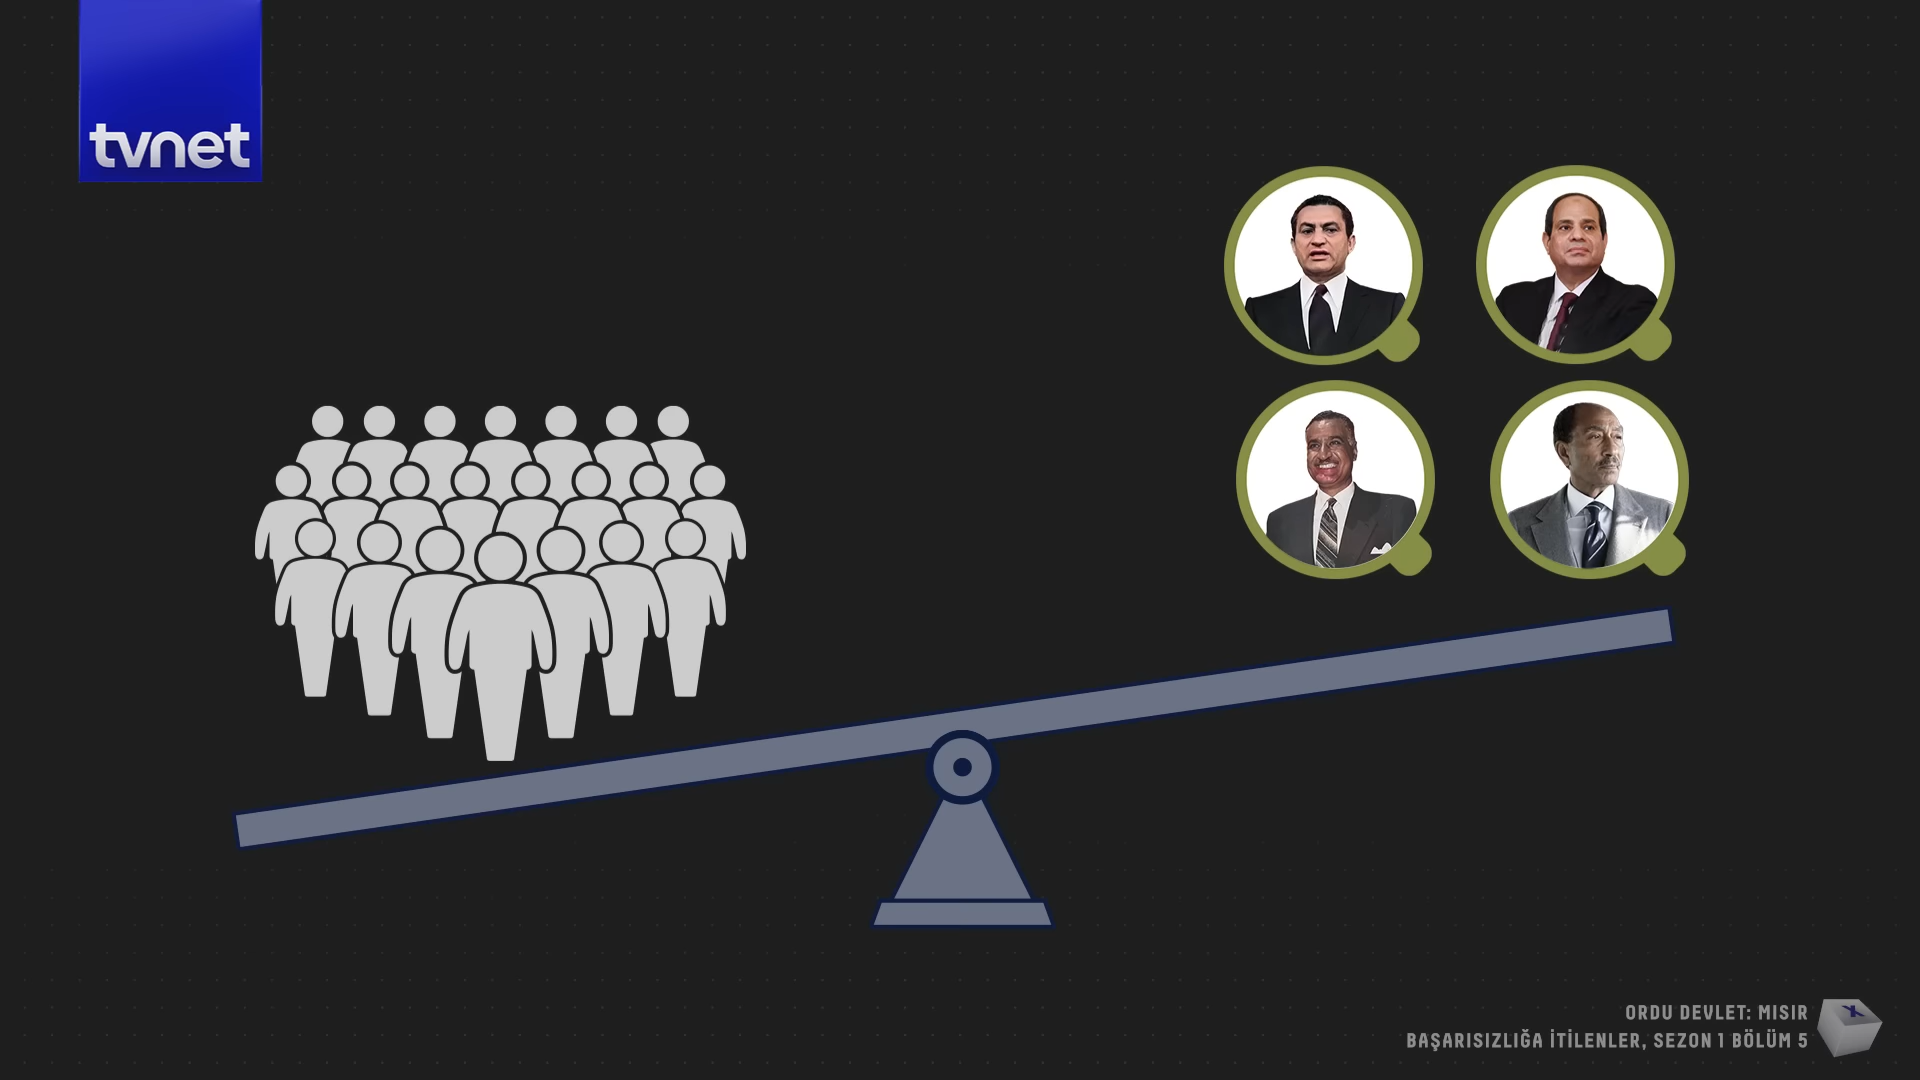 tvnet
ORDU DEVLET: MISIR
BAŞARISIZLIĞA İTİLENLER, SEZON 1 BÖLÜM 5